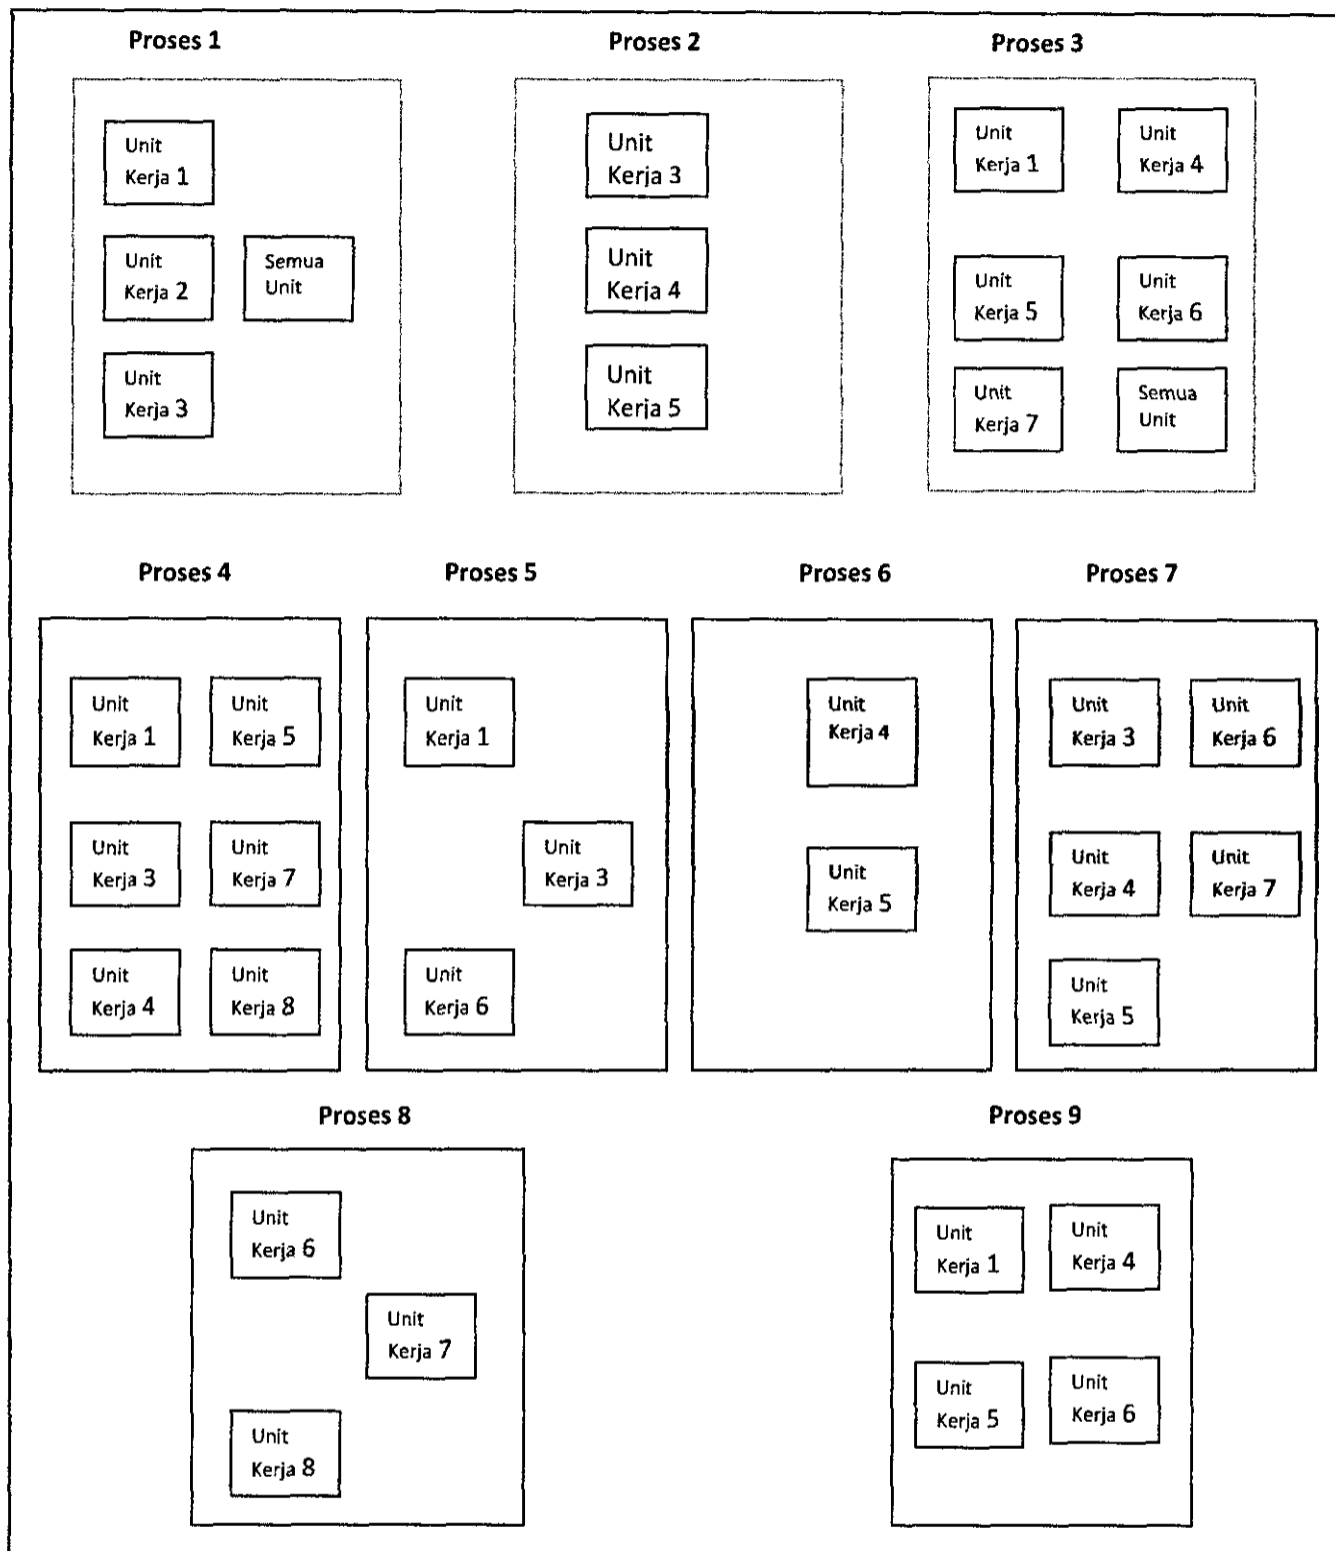 Proses 1
Unit
Kerja 1
Unit
Kerja 2
Semua
Unit
Unit
Kerja 3
Proses 2
Unit
Kerja 3
Unit
Kerja 4
Unit
Kerja 5
Proses 3
Unit
Kerja 1
Unit
Kerja 4
Unit
Kerja 5
Unit
Kerja 6
Unit
Kerja 7
Semua
Unit
Proses 4
Unit
Kerja 1
Unit
Kerja 5
Unit
Kerja 3
Unit
Kerja 7
Unit
Kerja 4
Unit
Kerja 8
Proses 5
Unit
Kerja 1
Unit
Kerja 3
Unit
Kerja 6
Proses 6
Unit
Kerja 4
Unit
Kerja 5
Proses 7
Unit
Kerja 3
Unit
Kerja 6
Unit
Kerja 4
Unit
Kerja 7
Unit
Kerja 5
Proses 8
Unit
Kerja 6
Unit
Kerja 7
Unit
Kerja 8
Proses 9
Unit
Kerja 1
Unit
Kerja 4
Unit
Kerja 5
Unit
Kerja 6